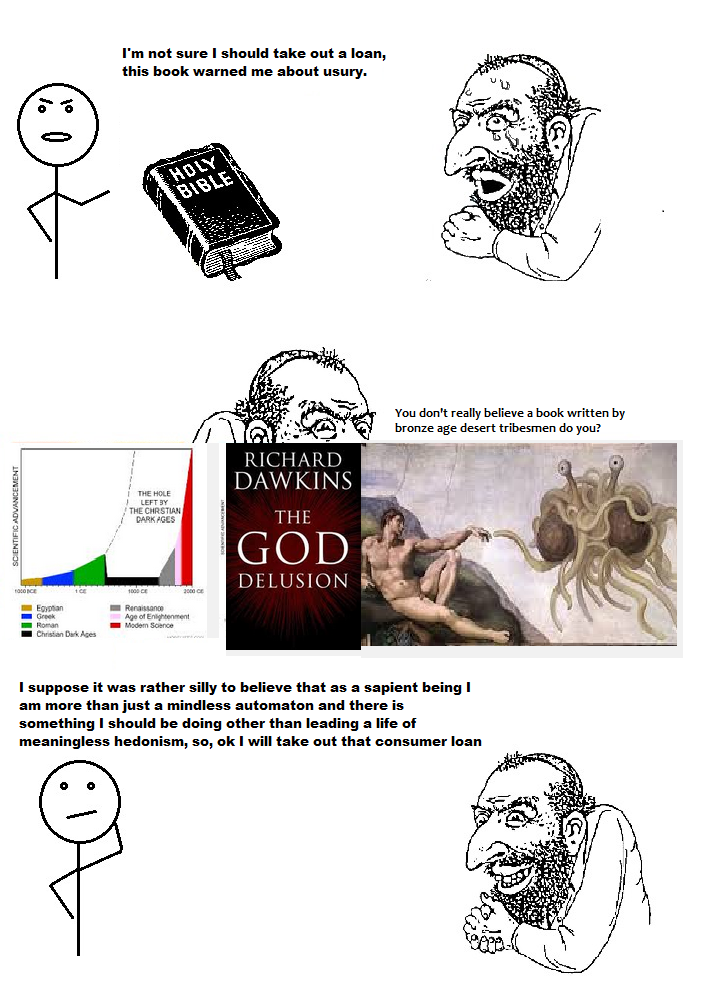 I'm not sure I should take out a loan,
this book warned me about usury.
HOLY
BIBLE
You don't really believe a book written by
bronze age desert tribesmen do you?
SCIENTIFIC ADVANCEMENT
THE HOLE
LEFT BY
THE CHRISTIAN
DARK AGES
1000 BCE
1 CE
1000 CE
2000 CE
Egyptian
Greek
Roman
Christian Dark Ages
Renaissance
Age of Enlightenment
Modern Science
SCIENTIFIC ADVANCEMENT
RICHARD
DAWKINS
THE
GOD
DELUSION
I suppose it was rather silly to believe that as a sapient being I
am more than just a mindless automaton and there is
something I should be doing other than leading a life of
meaningless hedonism, so, ok I will take out that consumer loan